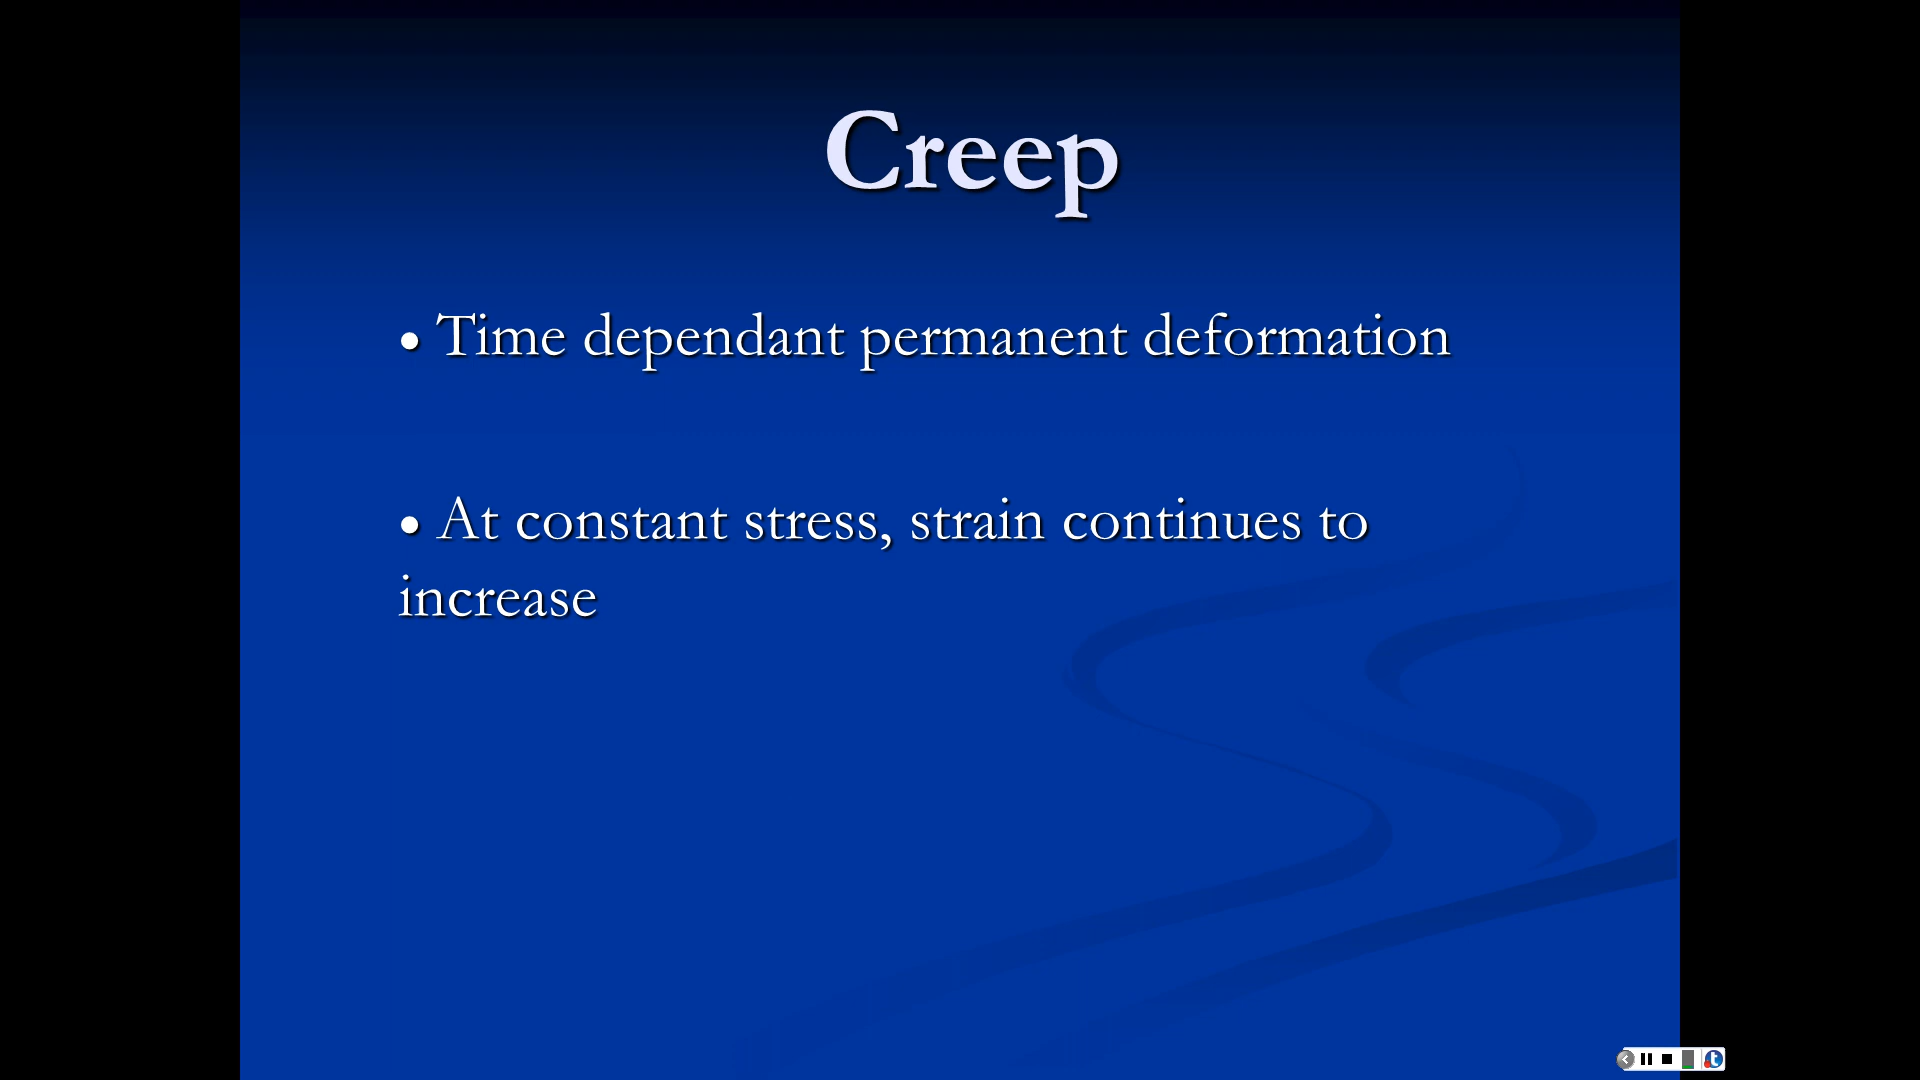 Creep
• Time dependant permanent deformation
• At constant stress, strain continues to
increase